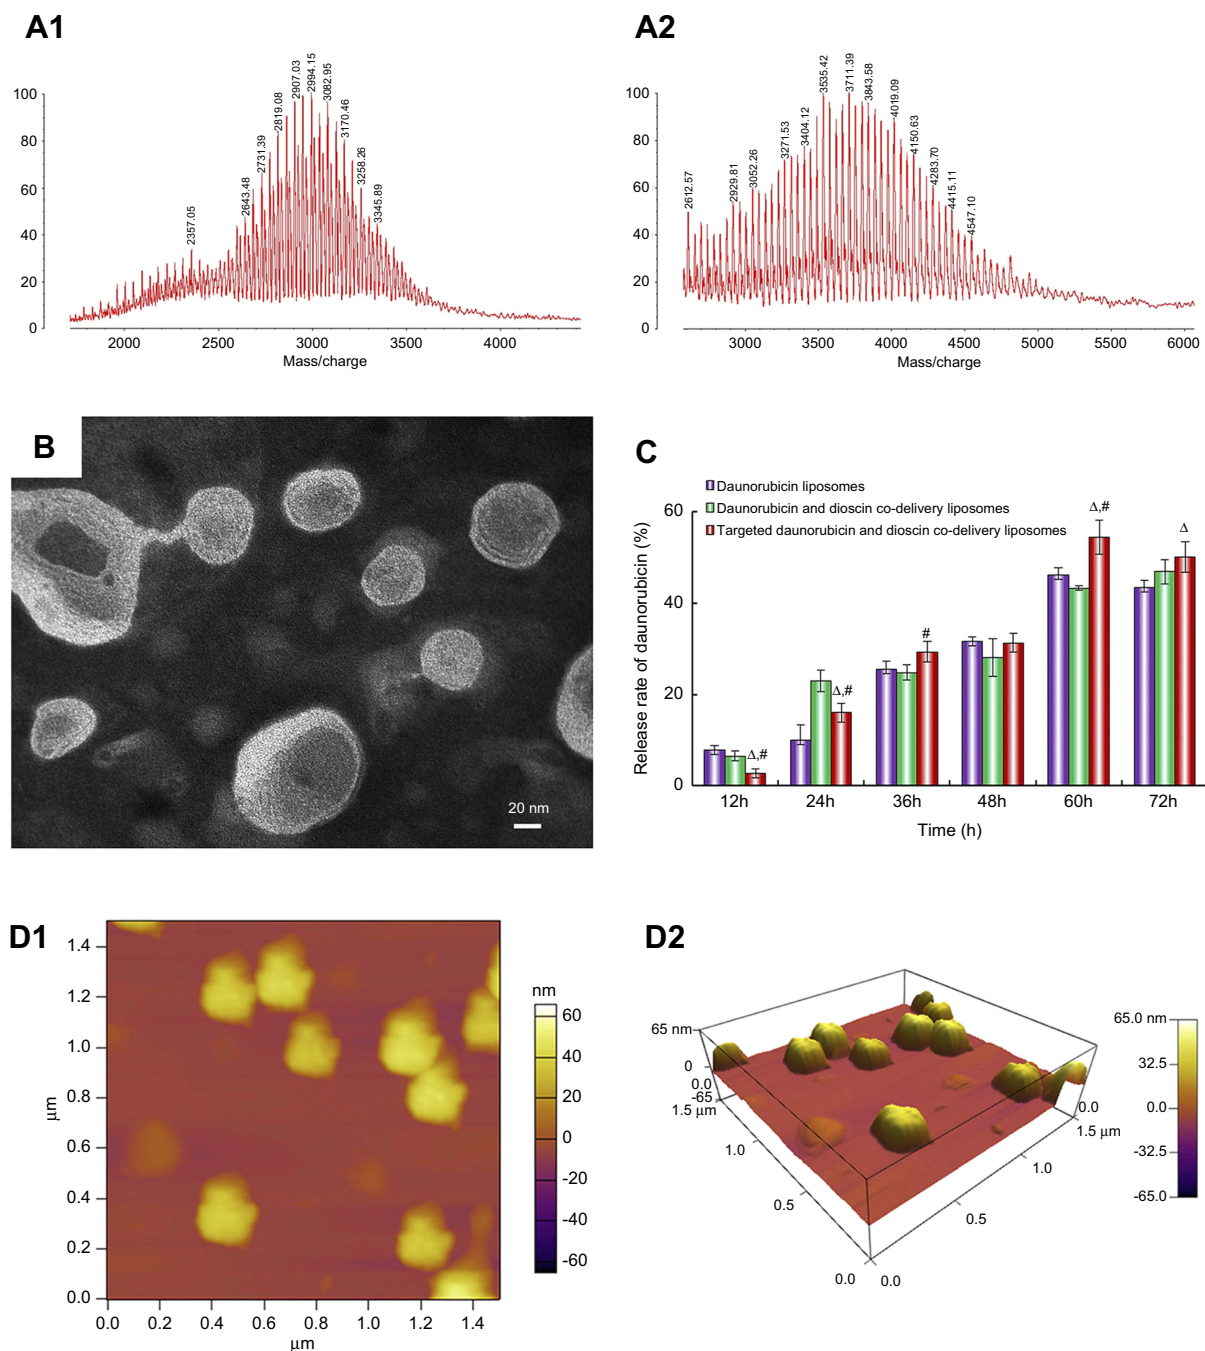 A1
2357.05
2643.48
2731.39
2819.08
2907.03
2994.15
3082.95
3170.46
3258.26
3345.89
100
80
60
40
20
0
2000 2500 3000 3500 4000
Mass/charge
A2
2612.57
2929.81
3052.26
3271.53
3404.12
3535.42
3711.39
3843.58
4019.09
4150.63
4283.70
4415.11
4547.10
100
80
60
40
20
0
3000 3500 4000 4500 5000 5500 6000
Mass/charge
B
20 nm
C
Daunorubicin liposomes
Daunorubicin and dioscin co-delivery liposomes
Targeted daunorubicin and dioscin co-delivery liposomes
Release rate of daunorubicin (%)
60
40
20
0
Δ,#
Δ,#
#
Δ,#
Δ
12h 24h 36h 48h 60h 72h
Time (h)
D1
μm
1.4
1.2
1.0
0.8
0.6
0.4
0.2
0.0
0.0 0.2 0.4 0.6 0.8 1.0 1.2 1.4
μm
nm
60
40
20
0
-20
-40
-60
D2
65 nm
0
0.0
-65
1.5 μm
1.0
0.5
0.0
0.0
0.5
1.0
1.5 μm
0.0
65.0 nm
32.5
0.0
-32.5
-65.0